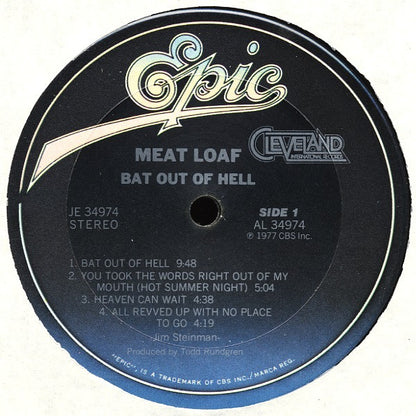 Epic
CLEVELAND
INTERNATIONAL RECORDS
MEAT LOAF
BAT OUT OF HELL
JE 34974
STEREO
SIDE 1
AL 34974
℗ 1977 CBS Inc.
1. BAT OUT OF HELL 9:48
2. YOU TOOK THE WORDS RIGHT OUT OF MY
MOUTH (HOT SUMMER NIGHT) 5:04
3. HEAVEN CAN WAIT 4:38
4. ALL REVVED UP WITH NO PLACE
TO GO 4:19
-Jim Steinman-
Produced by Todd Rundgren
"EPIC", IS A TRADEMARK OF CBS INC./MARCA REG.